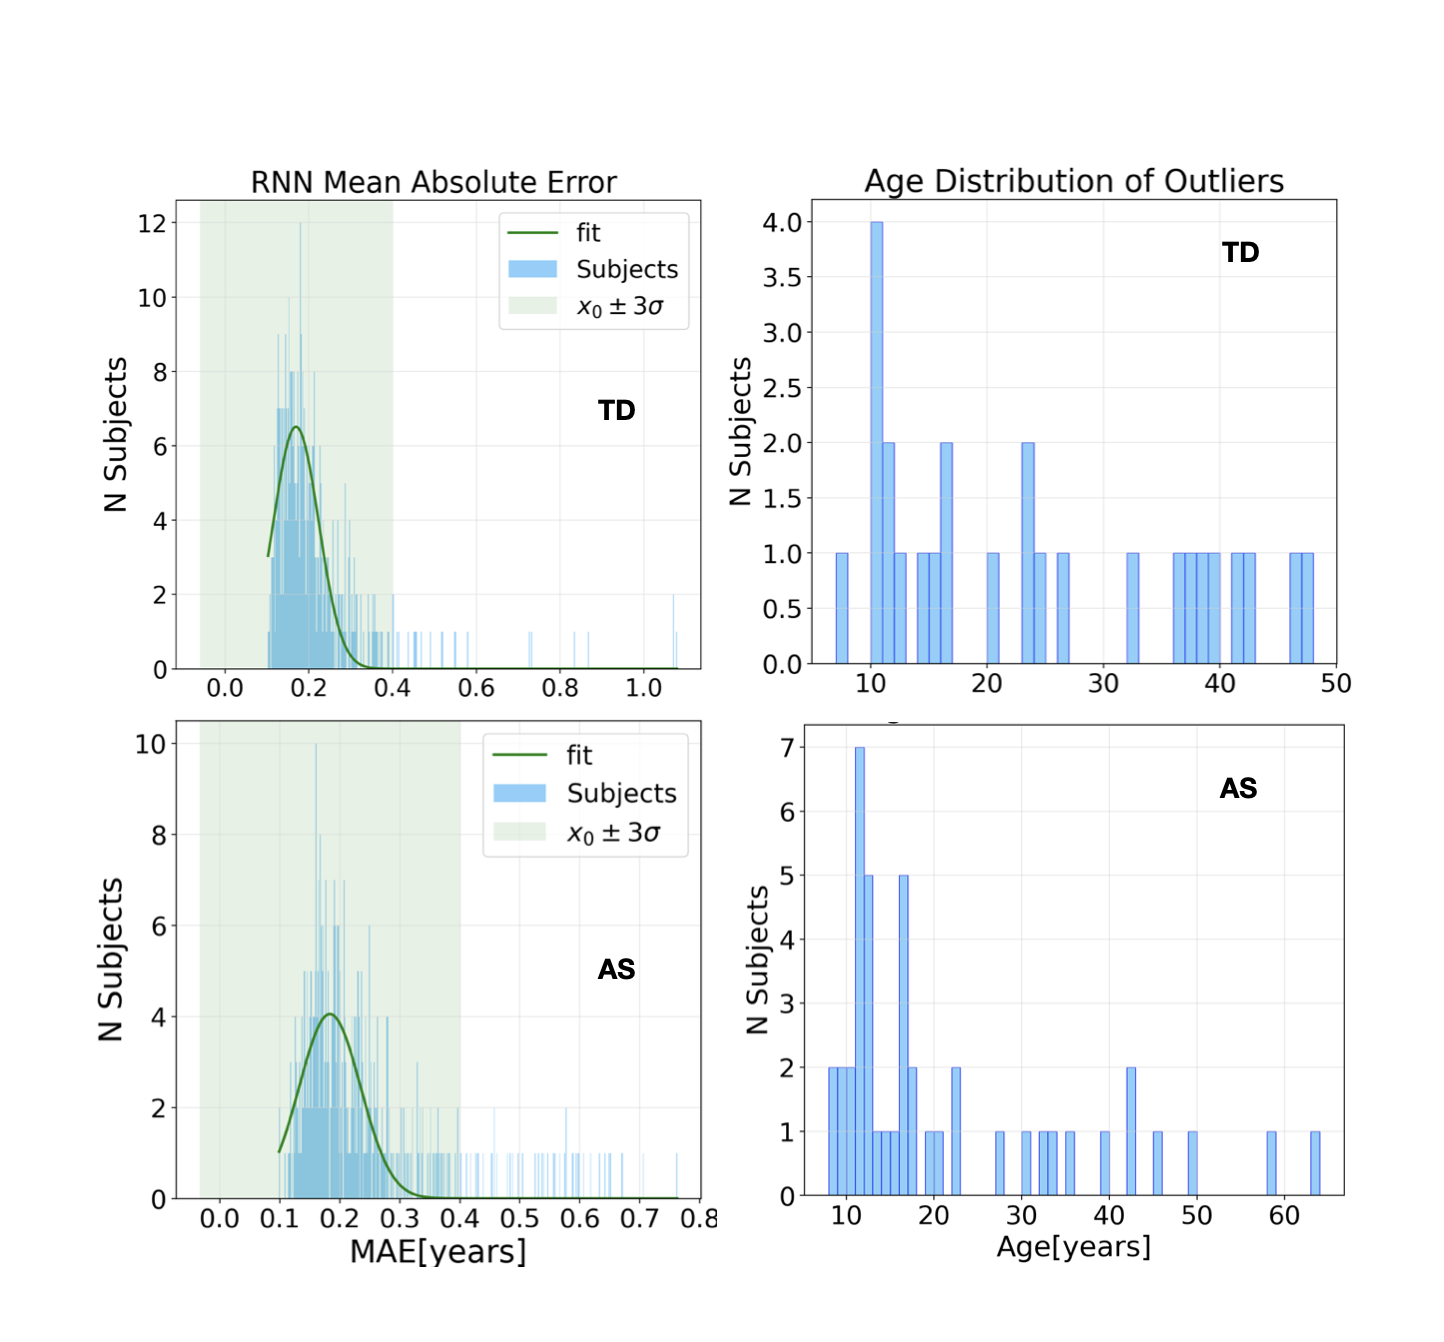 RNN Mean Absolute Error
12
10
8
6
4
2
0
N Subjects
fit
Subjects
x₀ ± 3σ
TD
0.0 0.2 0.4 0.6 0.8 1.0
Age Distribution of Outliers
4.0
3.5
3.0
2.5
2.0
1.5
1.0
0.5
0.0
N Subjects
TD
10 20 30 40 50
10
8
6
4
2
0
N Subjects
fit
Subjects
x₀ ± 3σ
AS
0.0 0.1 0.2 0.3 0.4 0.5 0.6 0.7 0.8
MAE[years]
7
6
5
4
3
2
1
0
N Subjects
AS
10 20 30 40 50 60
Age[years]